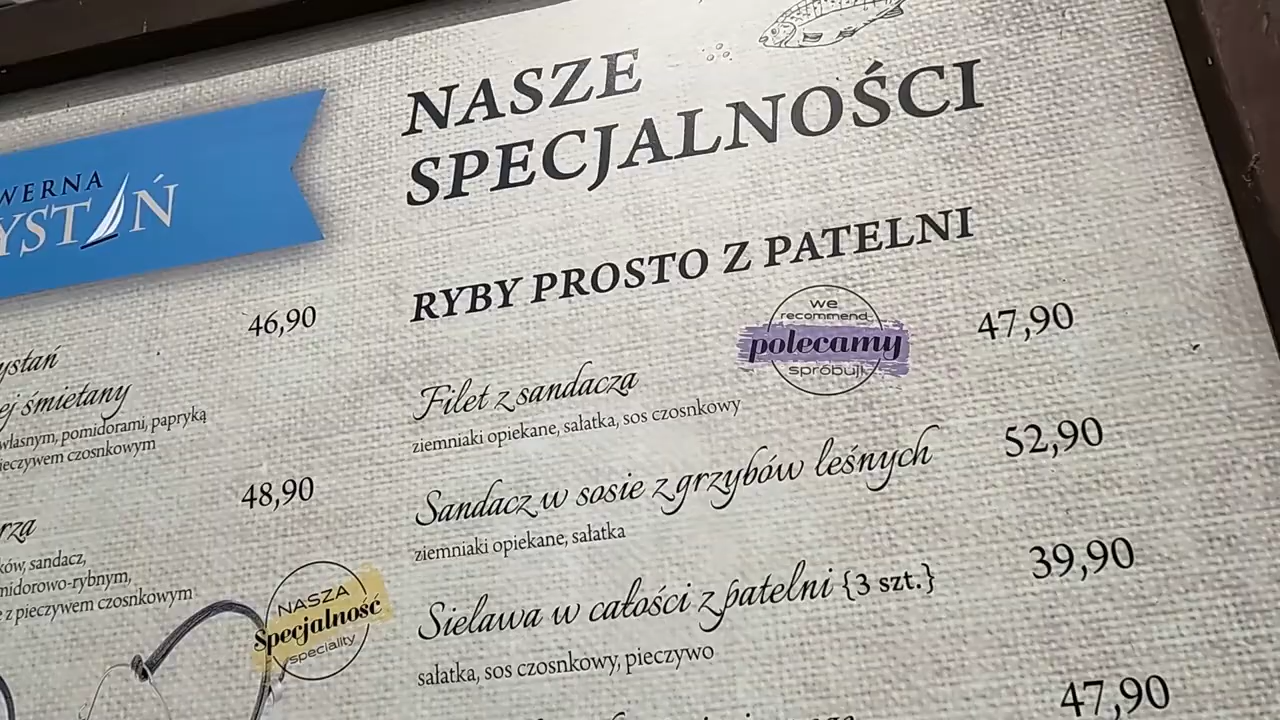 NASZE
SPECJALNOŚCI
WERNA
YSTAŃ
46,90
ystań
ej śmietany
własnym, pomidorami, papryką
ieczywem czosnkowym
48,90
rza
ków, sandacz,
midorowo-rybnym,
z pieczywem czosnkowym
NASZA
Specjalność
speciality
RYBY PROSTO Z PATELNI
we
recommend
polecamy
spróbuj!
Filet z sandacza 47,90
ziemniaki opiekane, sałatka, sos czosnkowy
Sandacz w sosie z grzybów leśnych 52,90
ziemniaki opiekane, sałatka
Sielawa w całości z patelni {3 szt.} 39,90
sałatka, sos czosnkowy, pieczywo
47,90